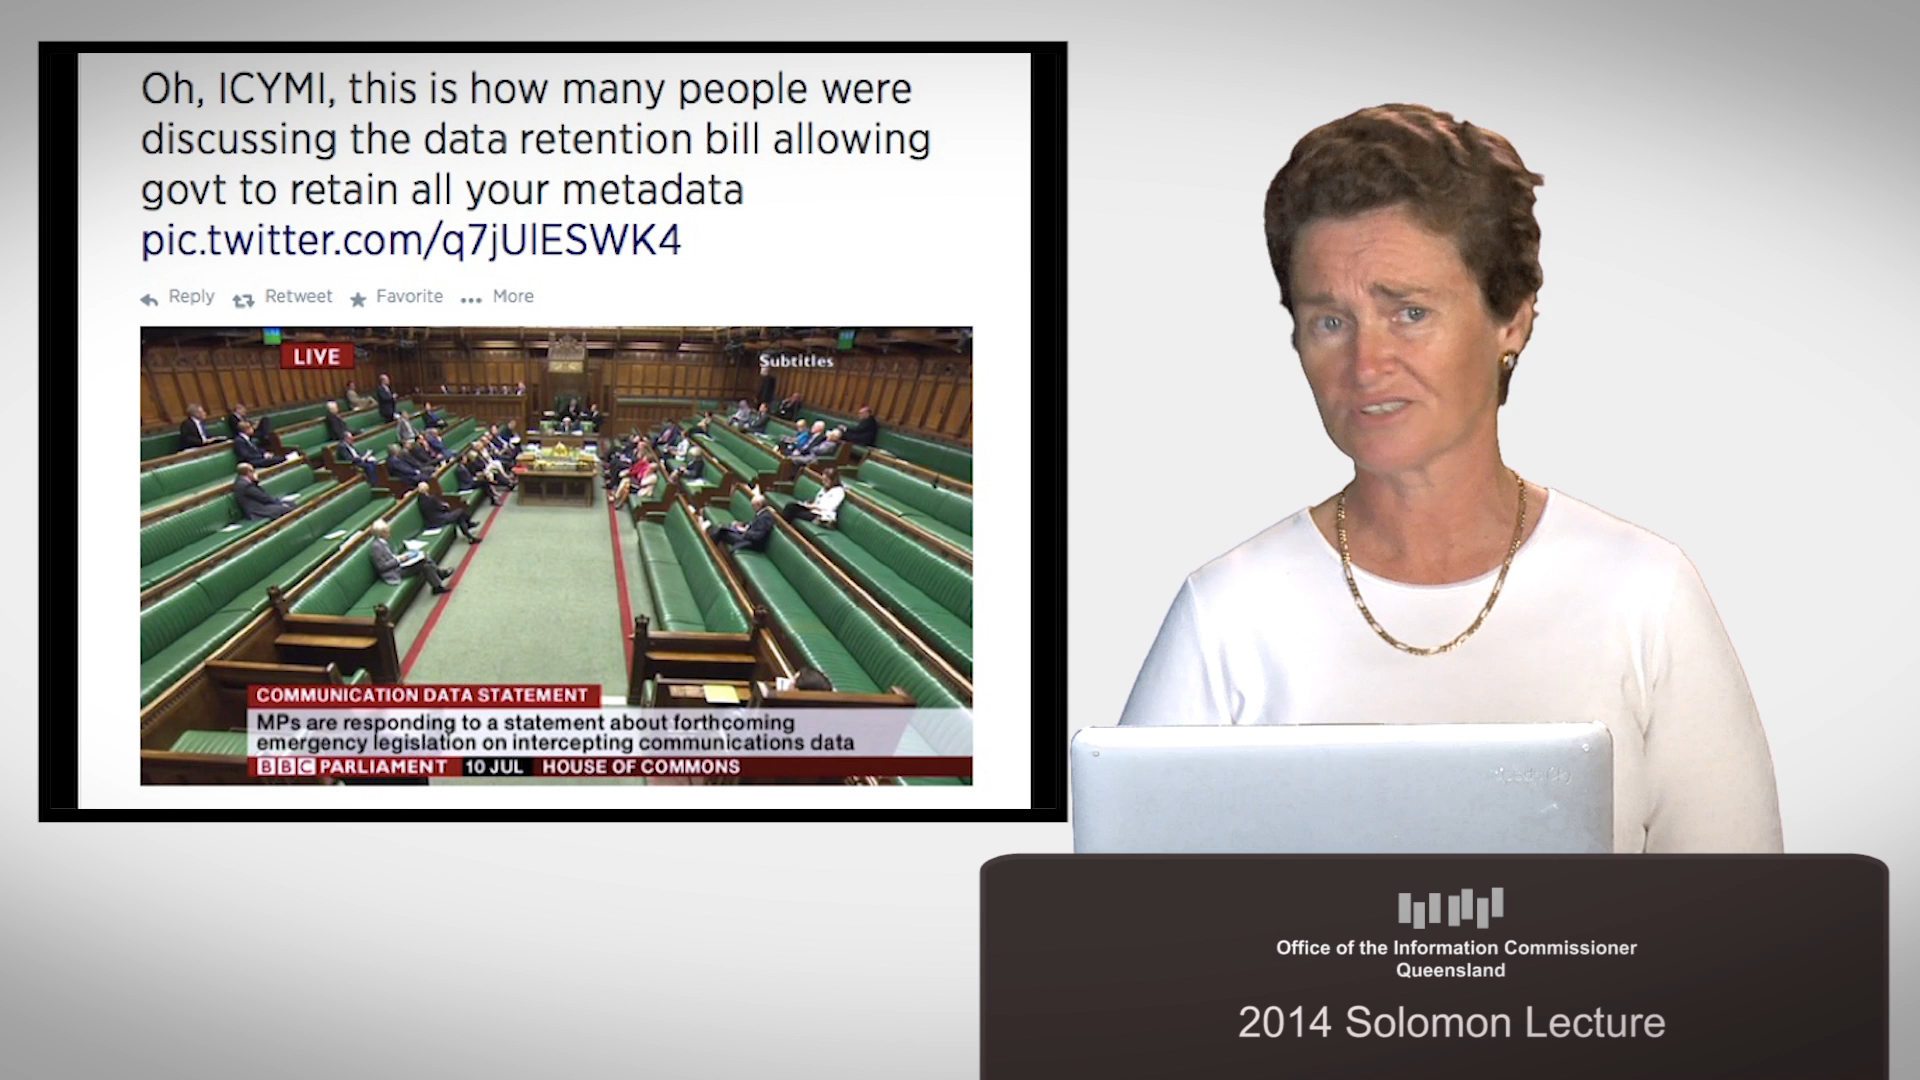 Oh, ICYMI, this is how many people were
discussing the data retention bill allowing
govt to retain all your metadata
pic.twitter.com/q7jUlESWK4
Reply Retweet Favorite More
LIVE
Subtitles
COMMUNICATION DATA STATEMENT
MPs are responding to a statement about forthcoming
emergency legislation on intercepting communications data
BBC PARLIAMENT 10 JUL HOUSE OF COMMONS
Office of the Information Commissioner
Queensland
2014 Solomon Lecture